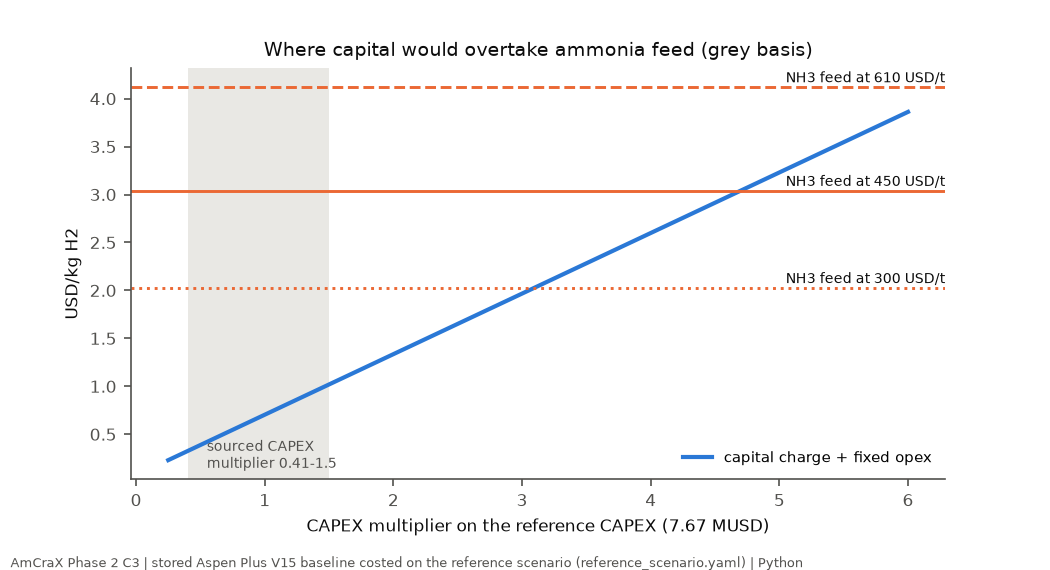 Where capital would overtake ammonia feed (grey basis)
NH3 feed at 610 USD/t
4.0
3.5
NH3 feed at 450 USD/t
3.0
2.5
USD/kg H2
NH3 feed at 300 USD/t
2.0
1.5
1.0
0.5
sourced CAPEX
multiplier 0.41-1.5
capital charge + fixed opex
0 1 2 3 4 5 6
CAPEX multiplier on the reference CAPEX (7.67 MUSD)
AmCraX Phase 2 C3 | stored Aspen Plus V15 baseline costed on the reference scenario (reference_scenario.yaml) | Python